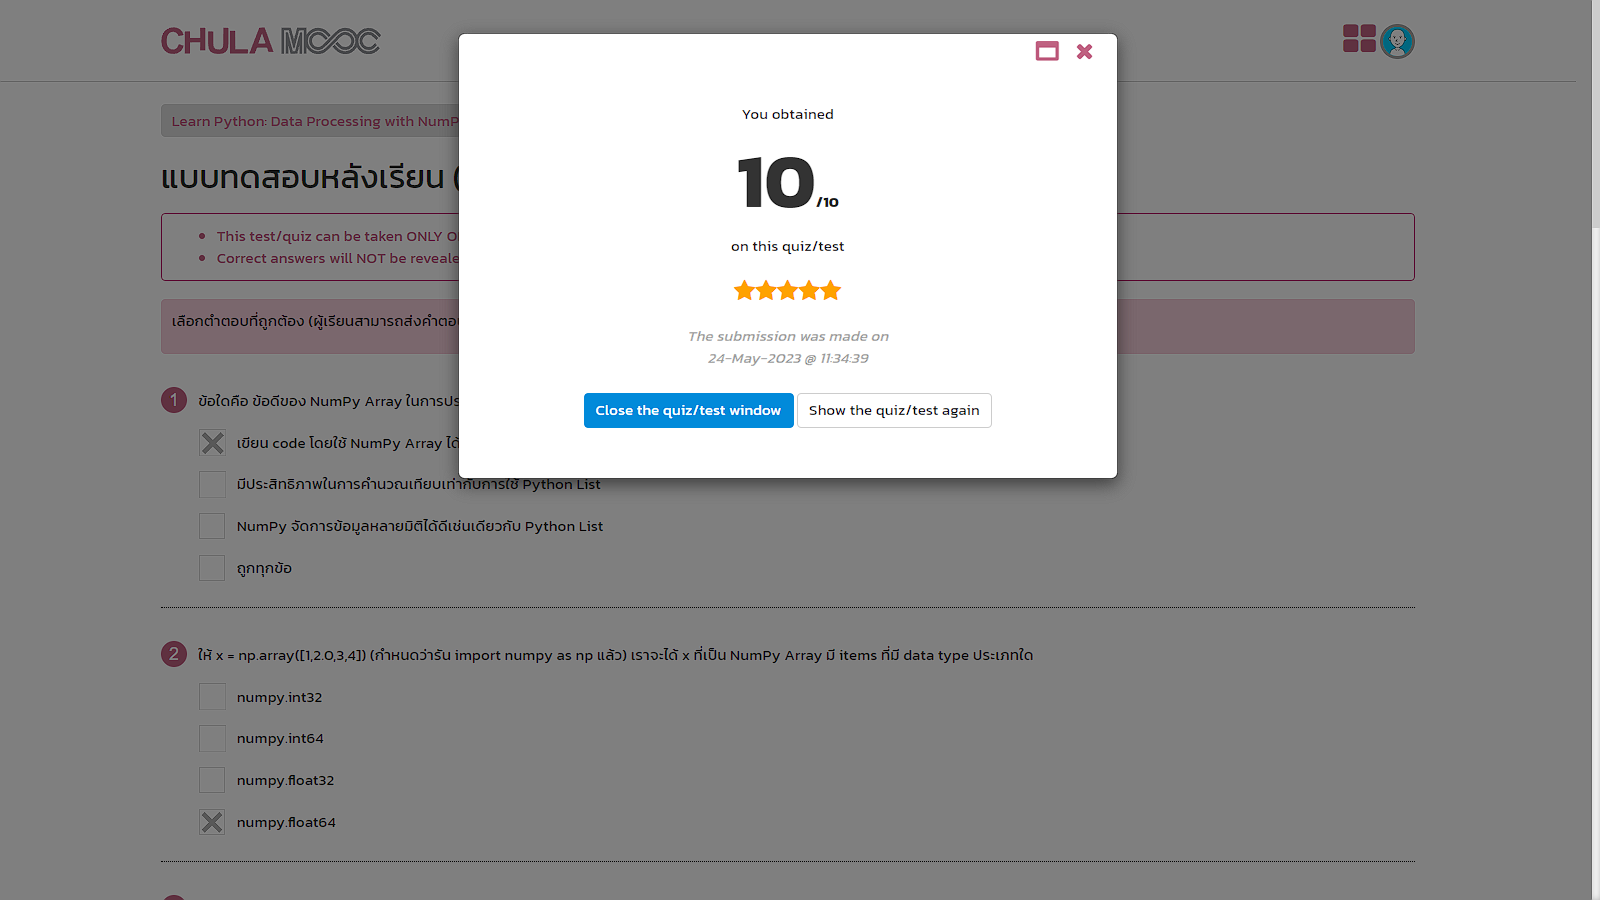 CHULA MOOC
Learn Python: Data Processing with NumP
แบบทดสอบหลังเรียน (
This test/quiz can be taken ONLY
Correct answers will NOT be reveale
เลือกคำตอบที่ถูกต้อง (ผู้เรียนสามารถส่งคำตอบ
You obtained
10/10
on this quiz/test
The submission was made on
24-May-2023 @ 11:34:39
Close the quiz/test window
Show the quiz/test again
1 ข้อใดคือ ข้อดีของ NumPy Array ในการประ
เขียน code โดยใช้ NumPy Array ได้
มีประสิทธิภาพในการคำนวณเทียบเท่ากับการใช้ Python List
NumPy จัดการข้อมูลหลายมิติได้ดีเช่นเดียวกับ Python List
ถูกทุกข้อ
2 ให้ x = np.array([1,2.0,3,4]) (กำหนดว่ารัน import numpy as np แล้ว) เราจะได้ x ที่เป็น NumPy Array มี items ที่มี data type ประเภทใด
numpy.int32
numpy.int64
numpy.float32
numpy.float64